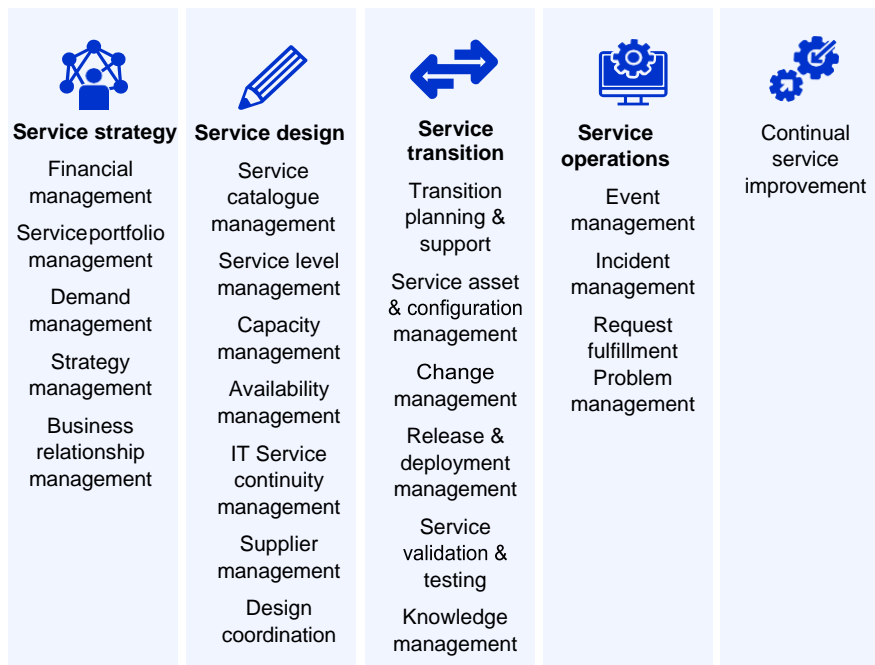 Service strategy
Financial
management
Serviceportfolio
management
Demand
management
Strategy
management
Business
relationship
management
Service design
Service
catalogue
management
Service level
management
Capacity
management
Availability
management
IT Service
continuity
management
Supplier
management
Design
coordination
Service
transition
Transition
planning &
support
Service asset
& configuration
management
Change
management
Release &
deployment
management
Service
validation &
testing
Knowledge
management
Service
operations
Event
management
Incident
management
Request
fulfillment
Problem
management
Continual
service
improvement